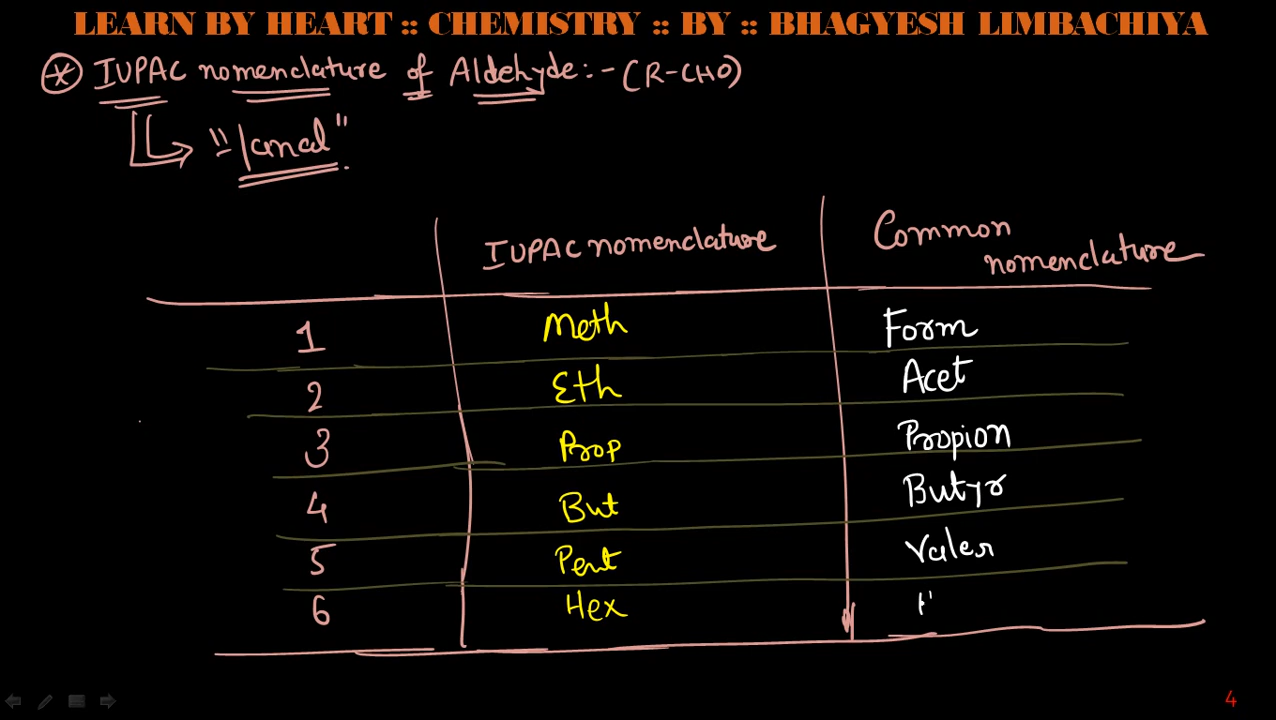 LEARN BY HEART :: CHEMISTRY :: BY :: BHAGYESH LIMBACHIYA
IUPAC nomenclature of Aldehyde:- (R-CHO)
IUPAC nomenclature Common nomenclature
1 Meth Form
2 Eth Acet
3 Prop Propion
4 But Butyr
5 Pent Valer
6 Hex
4